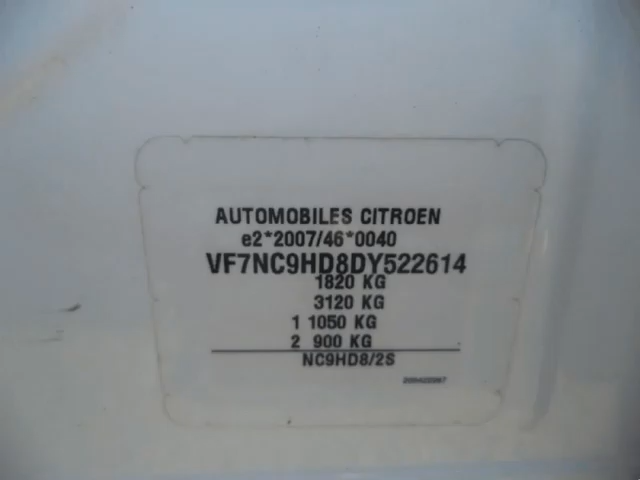 AUTOMOBILES CITROEN
e2*2007/46*0040
VF7NC9HD8DY522614
1820 KG
3120 KG
1 1050 KG
2 900 KG
NC9HD8/2S